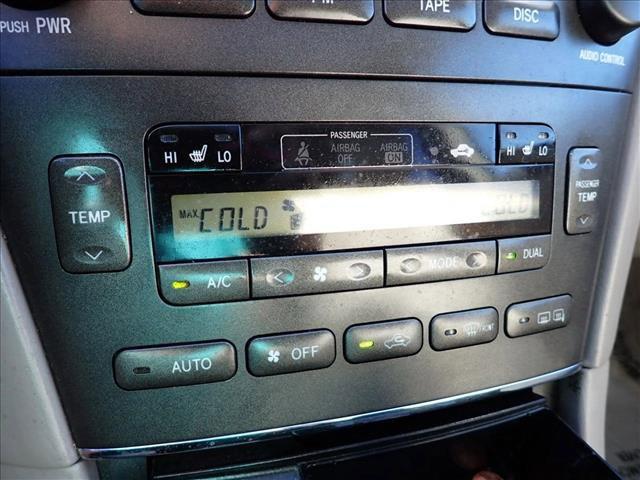 PUSH PWR
TAPE
DISC
AUDIO CONTROL
PASSENGER
HI LO
AIRBAG OFF
AIRBAG ON
HI LO
TEMP
MAX COLD
COLD
PASSENGER TEMP
A/C
MODE
DUAL
AUTO
OFF
FRONT